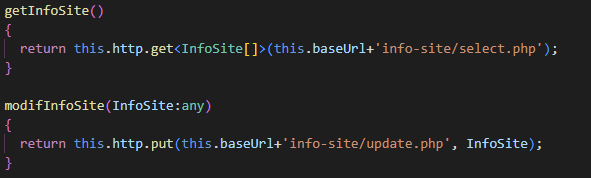 getInfoSite()
{
return this.http.get<InfoSite[]>(this.baseUrl+'info-site/select.php');
}
modifInfoSite(InfoSite:any)
{
return this.http.put(this.baseUrl+'info-site/update.php', InfoSite);
}